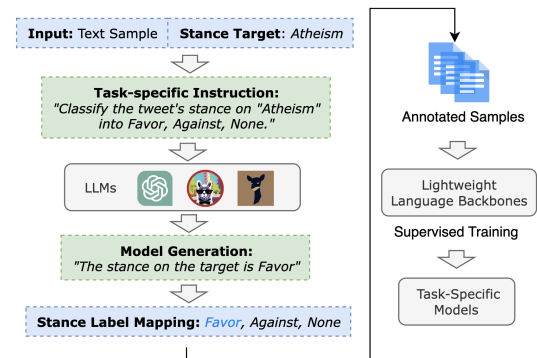 Input: Text Sample
Stance Target: Atheism
Task-specific Instruction:
"Classify the tweet's stance on "Atheism"
into Favor, Against, None."
LLMs
Model Generation:
"The stance on the target is Favor"
Stance Label Mapping: Favor, Against, None
Annotated Samples
Lightweight
Language Backbones
Supervised Training
Task-Specific
Models